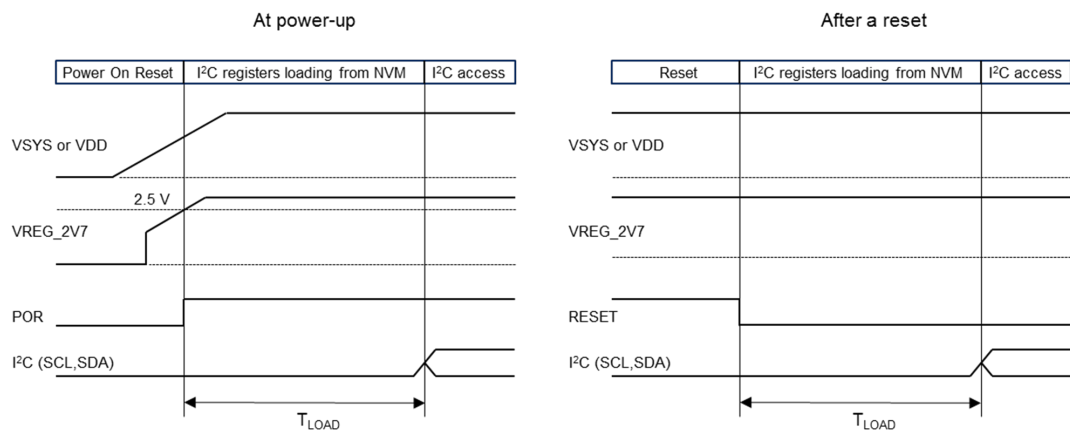 At power-up
After a reset
Power On Reset I²C registers loading from NVM I²C access
Reset I²C registers loading from NVM I²C access
VSYS or VDD
VSYS or VDD
2.5 V
VREG_2V7
VREG_2V7
POR
RESET
I²C (SCL,SDA)
I²C (SCL,SDA)
TLOAD
TLOAD